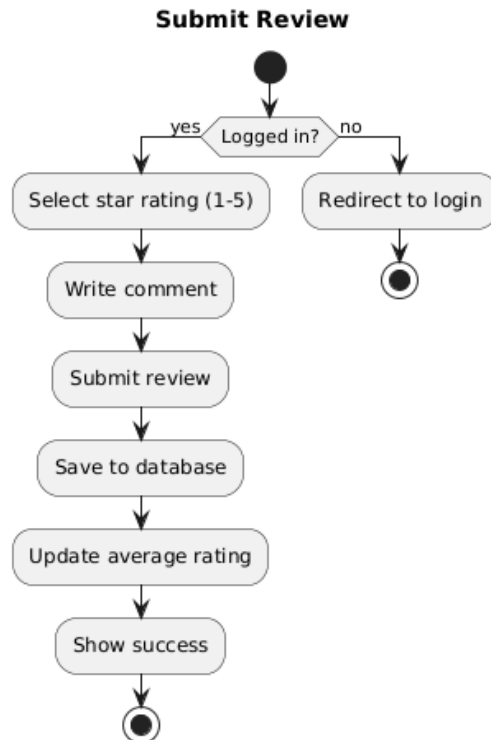 Submit Review
Logged in?
yes
no
Select star rating (1-5)
Redirect to login
Write comment
Submit review
Save to database
Update average rating
Show success